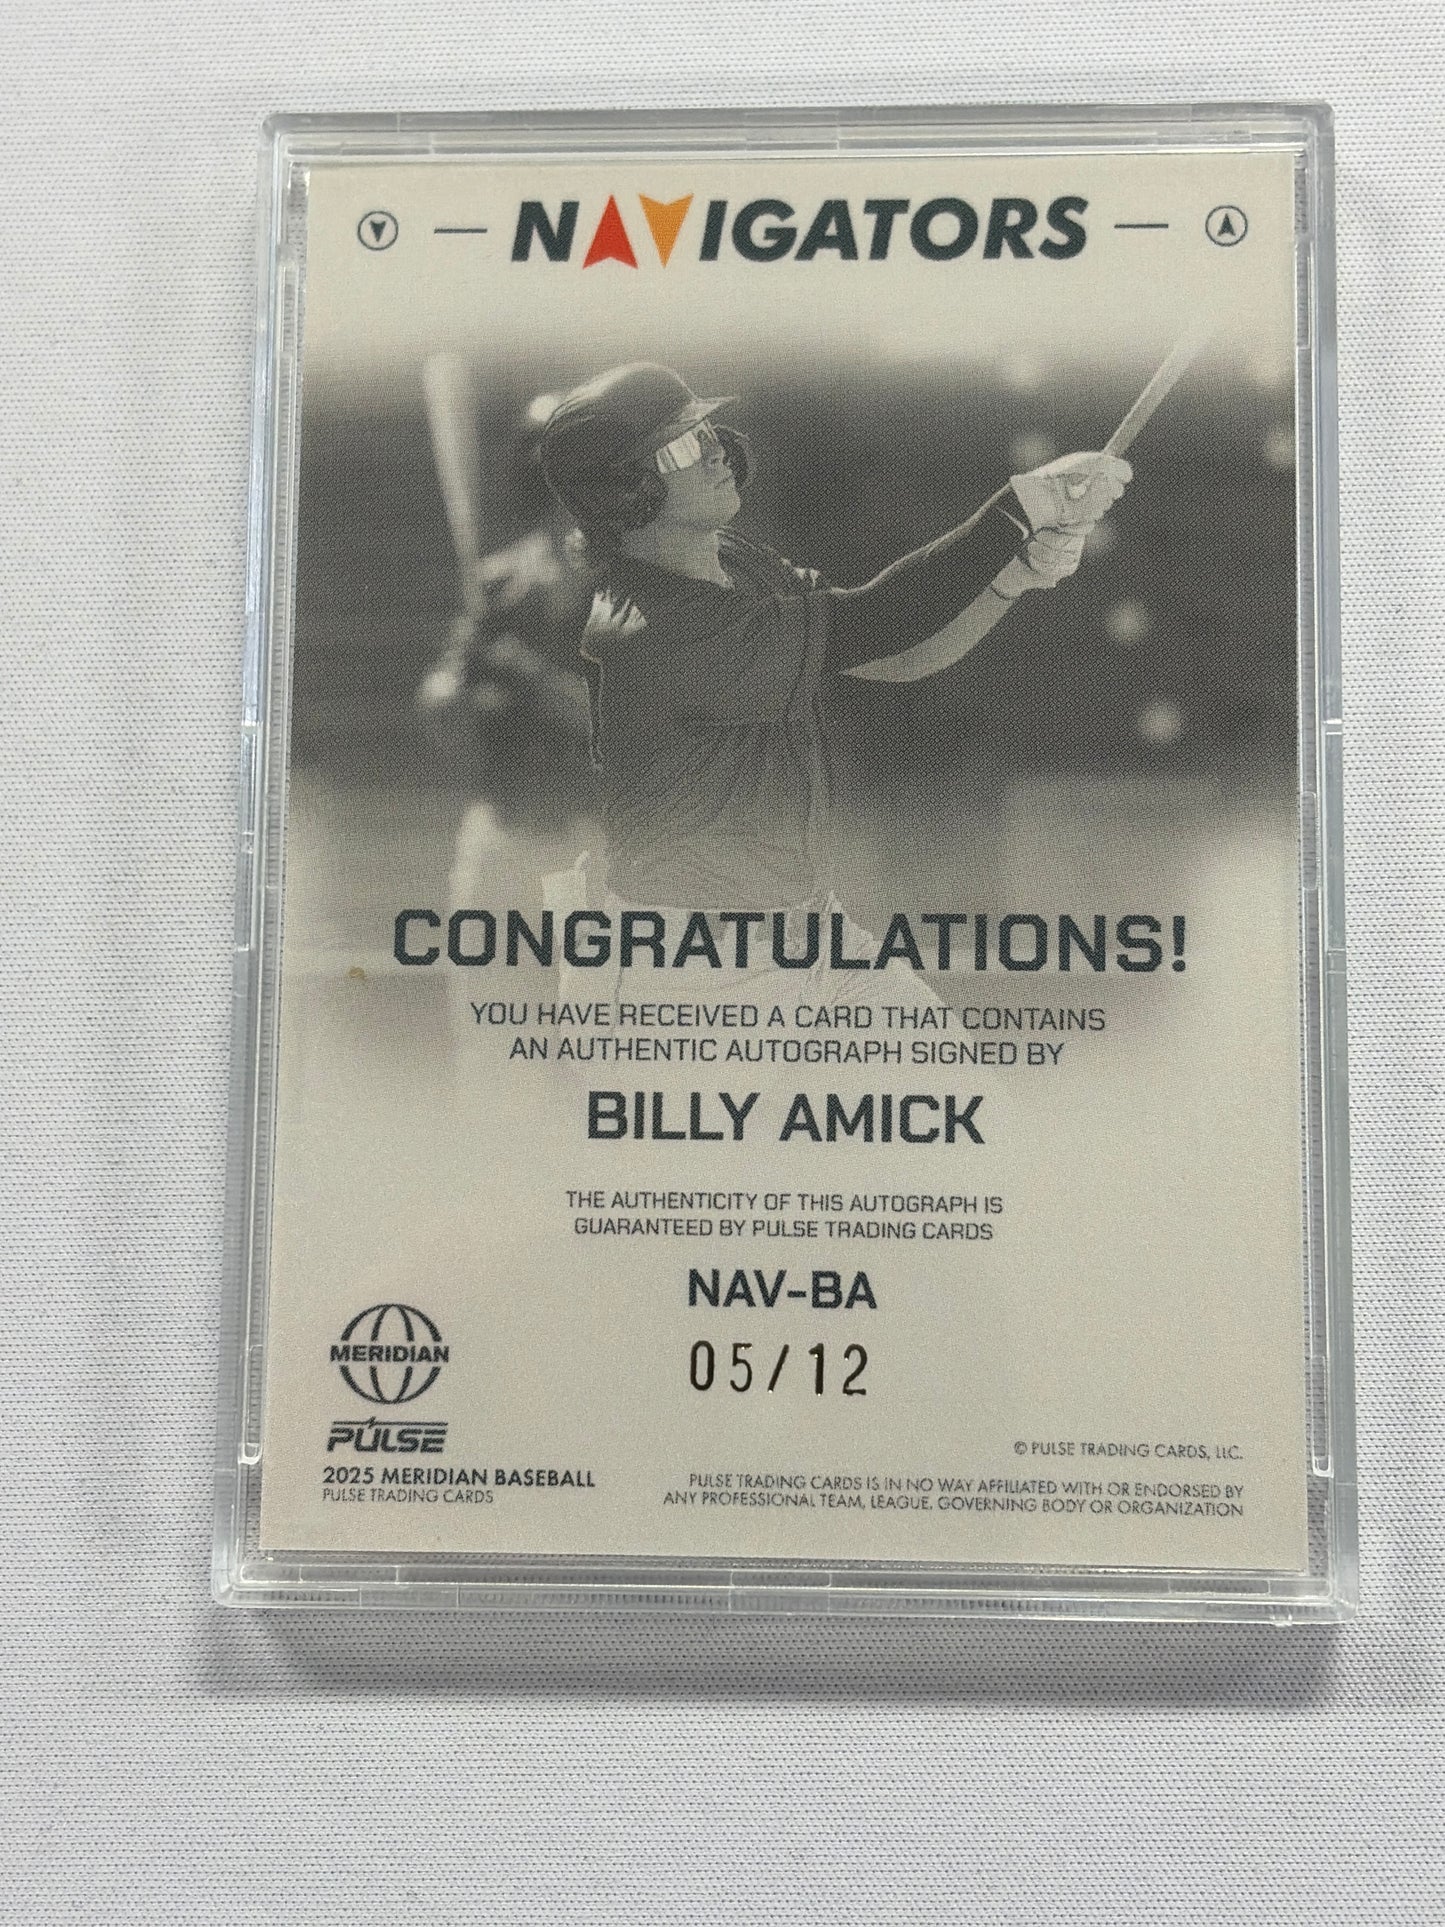 NAVIGATORS
CONGRATULATIONS!
YOU HAVE RECEIVED A CARD THAT CONTAINS
AN AUTHENTIC AUTOGRAPH SIGNED BY
BILLY AMICK
THE AUTHENTICITY OF THIS AUTOGRAPH IS
GUARANTEED BY PULSE TRADING CARDS
NAV-BA
05/12
MERIDIAN
PULSE
2025 MERIDIAN BASEBALL
PULSE TRADING CARDS
© PULSE TRADING CARDS, LLC.
PULSE TRADING CARDS IS IN NO WAY AFFILIATED WITH OR ENDORSED BY
ANY PROFESSIONAL TEAM, LEAGUE, GOVERNING BODY OR ORGANIZATION